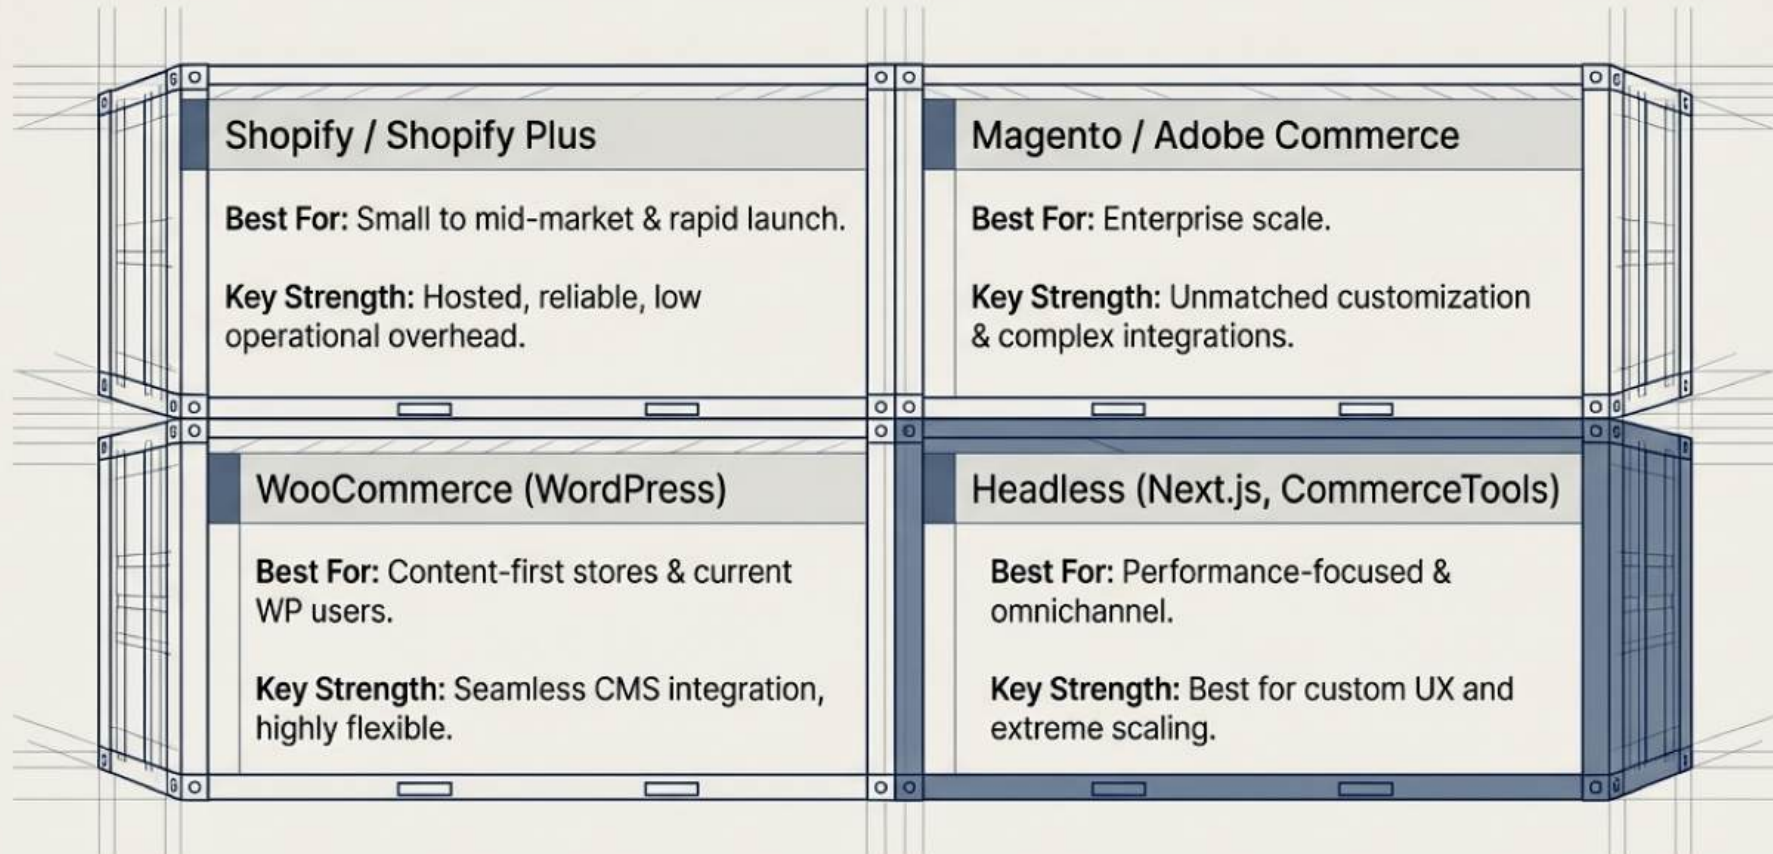 Shopify / Shopify Plus
Best For: Small to mid-market & rapid launch.
Key Strength: Hosted, reliable, low
operational overhead.
Magento / Adobe Commerce
Best For: Enterprise scale.
Key Strength: Unmatched customization
& complex integrations.
WooCommerce (WordPress)
Best For: Content-first stores & current
WP users.
Key Strength: Seamless CMS integration,
highly flexible.
Headless (Next.js, CommerceTools)
Best For: Performance-focused &
omnichannel.
Key Strength: Best for custom UX and
extreme scaling.